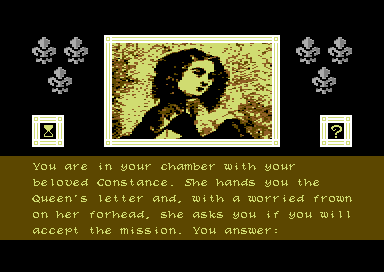 ?
You are in your chamber with your
beloved Constance. She hands you the
Queen's letter and, with a worried frown
on her forhead, she asks you if you will
accept the mission. You answer: